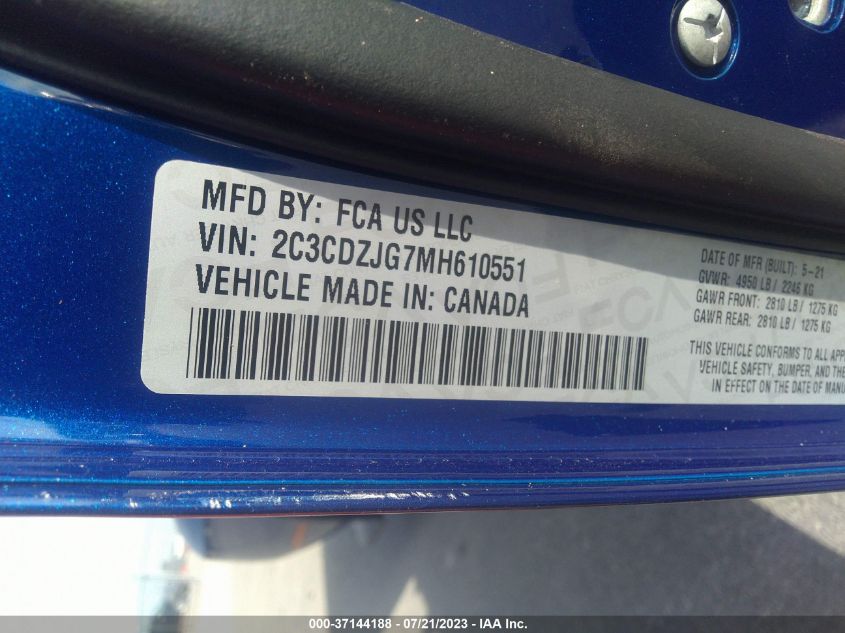 MFD BY: FCA US LLC
VIN: 2C3CDZJG7MH610551
VEHICLE MADE IN: CANADA
DATE OF MFR (BUILT): 5-21
GVWR: 4950 LB / 2246 KG
GAWR FRONT: 2810 LB / 1275 KG
GAWR REAR: 2810 LB / 1275 KG
THIS VEHICLE CONFORMS TO ALL APP
VEHICLE SAFETY, BUMPER, AND THE
IN EFFECT ON THE DATE OF MANU
000-37144188 - 07/21/2023 - IAA Inc.